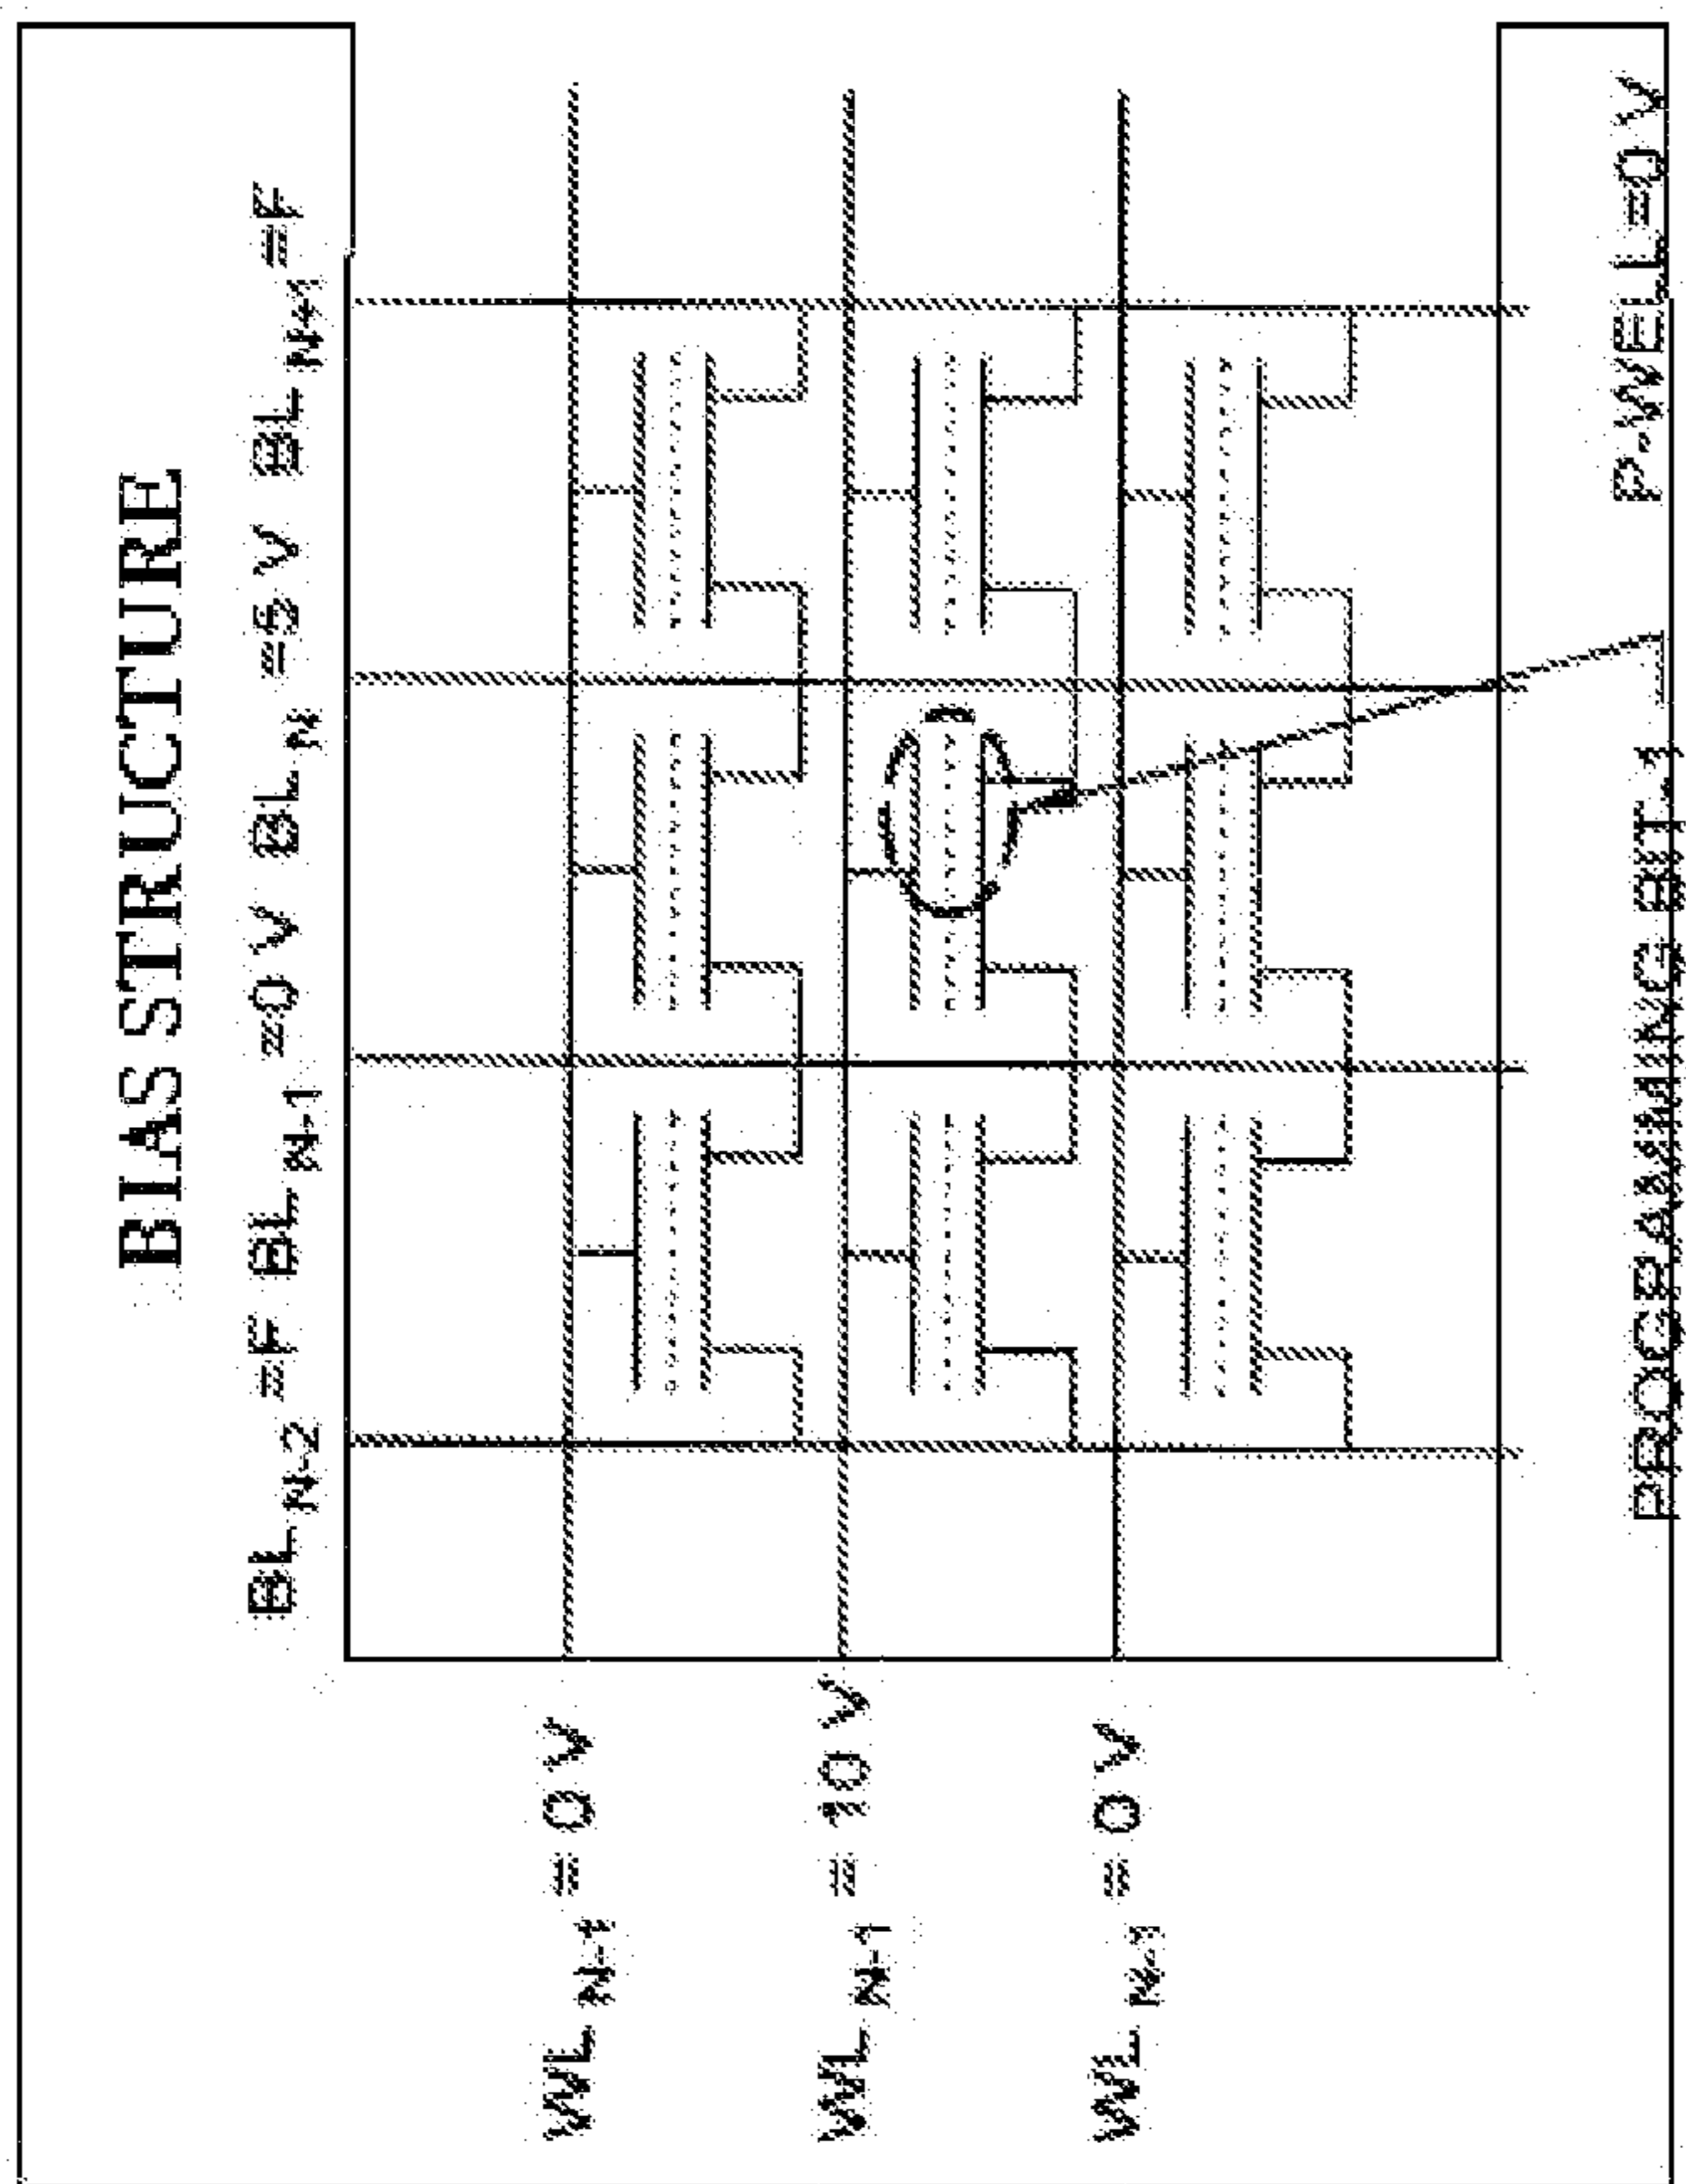 BIAS STRUCTURE
BL N-2 =F BL N-1 =0 V BL N =5 V BL N+1 =F
WL N-1 = 0 V
WL N-1 = 10 V
WL N-1 = 0 V
PROGRAMMING BIT-1
P-WELL=0 V